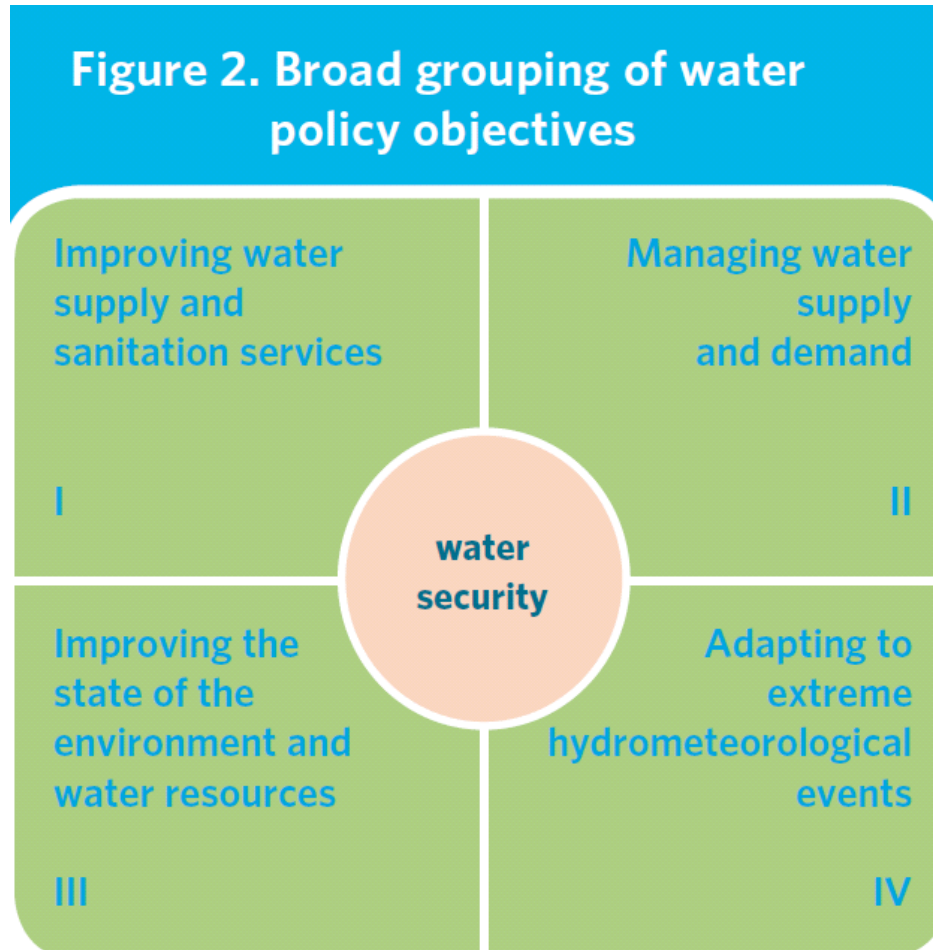 Figure 2. Broad grouping of water
policy objectives
Improving water
supply and
sanitation services
I
Managing water
supply
and demand
II
water
security
Improving the
state of the
environment and
water resources
III
Adapting to
extreme
hydrometeorological
events
IV